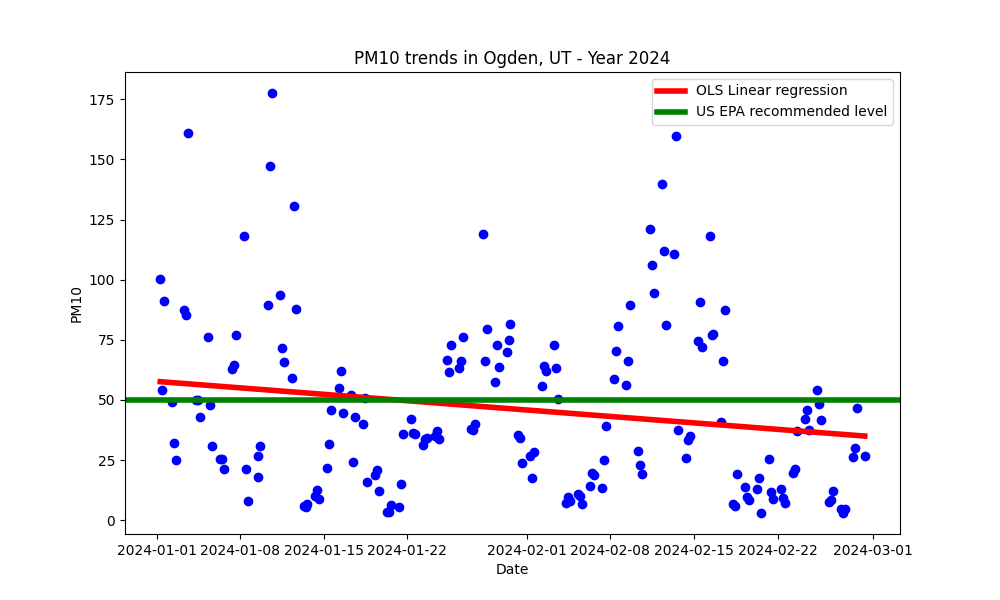 PM10 trends in Ogden, UT - Year 2024
OLS Linear regression
US EPA recommended level
175
150
125
100
75
50
25
0
PM10
2024-01-01 2024-01-08 2024-01-15 2024-01-22 2024-02-01 2024-02-08 2024-02-15 2024-02-22 2024-03-01
Date